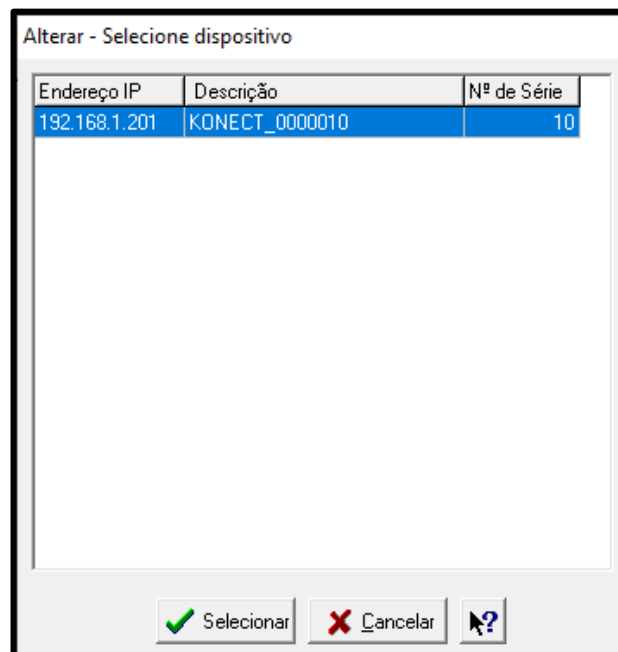 Alterar - Selecione dispositivo
Endereço IP Descrição Nº de Série
192.168.1.201 KONECT_0000010 10
Selecionar Cancelar ?